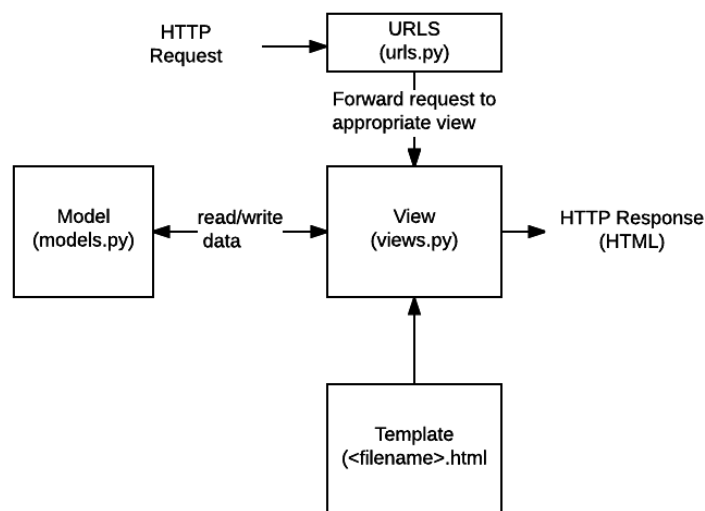 HTTP
Request
URLS
(urls.py)
Forward request to
appropriate view
Model
(models.py)
read/write
data
View
(views.py)
HTTP Response
(HTML)
Template
(<filename>.html